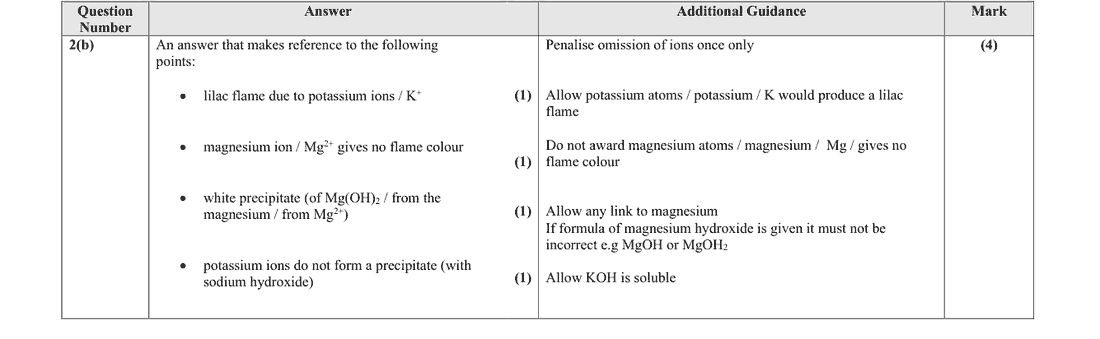 Question Number
Answer
Additional Guidance
Mark
2(b)
An answer that makes reference to the following
points:
Penalise omission of ions once only
(4)
• lilac flame due to potassium ions / K⁺ (1)
Allow potassium atoms / potassium / K would produce a lilac
flame
• magnesium ion / Mg²⁺ gives no flame colour (1)
Do not award magnesium atoms / magnesium / Mg / gives no
flame colour
• white precipitate (of Mg(OH)₂ / from the
magnesium / from Mg²⁺) (1)
Allow any link to magnesium
If formula of magnesium hydroxide is given it must not be
incorrect e.g MgOH or MgOH₂
• potassium ions do not form a precipitate (with
sodium hydroxide) (1)
Allow KOH is soluble